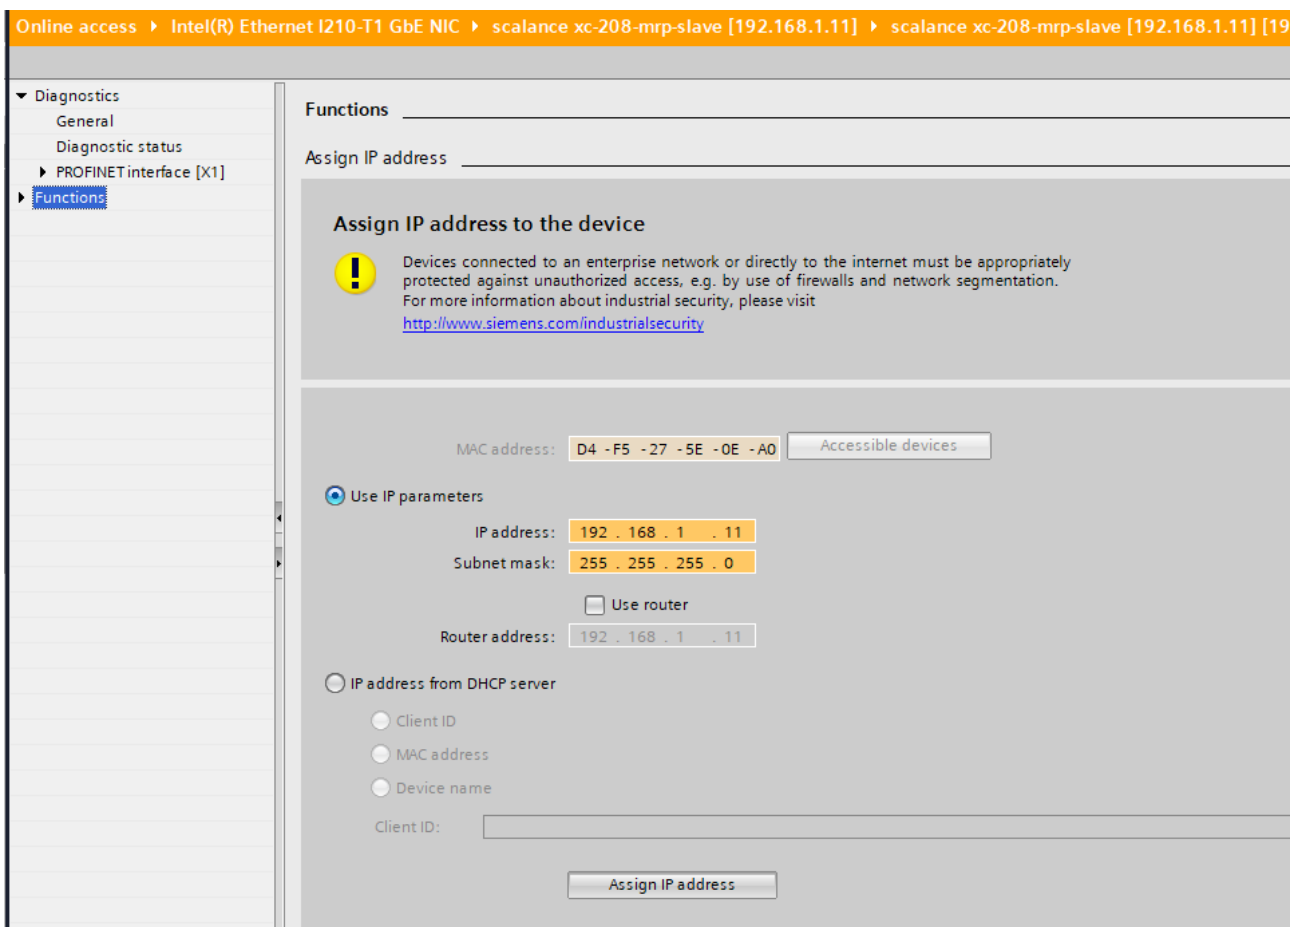 Online access Intel(R) Ethernet I210-T1 GbE NIC scalance xc-208-mrp-slave [192.168.1.11] scalance xc-208-mrp-slave [192.168.1.11] [19
Diagnostics
General
Diagnostic status
PROFINET interface [X1]
Functions
Functions
Assign IP address
Assign IP address to the device
Devices connected to an enterprise network or directly to the internet must be appropriately
protected against unauthorized access, e.g. by use of firewalls and network segmentation.
For more information about industrial security, please visit
http://www.siemens.com/industrialsecurity
MAC address: D4 -F5 -27 -5E -0E -A0 Accessible devices
Use IP parameters
IP address: 192 . 168 . 1 . 11
Subnet mask: 255 . 255 . 255 . 0
Use router
Router address: 192 . 168 . 1 . 11
IP address from DHCP server
Client ID
MAC address
Device name
Client ID:
Assign IP address